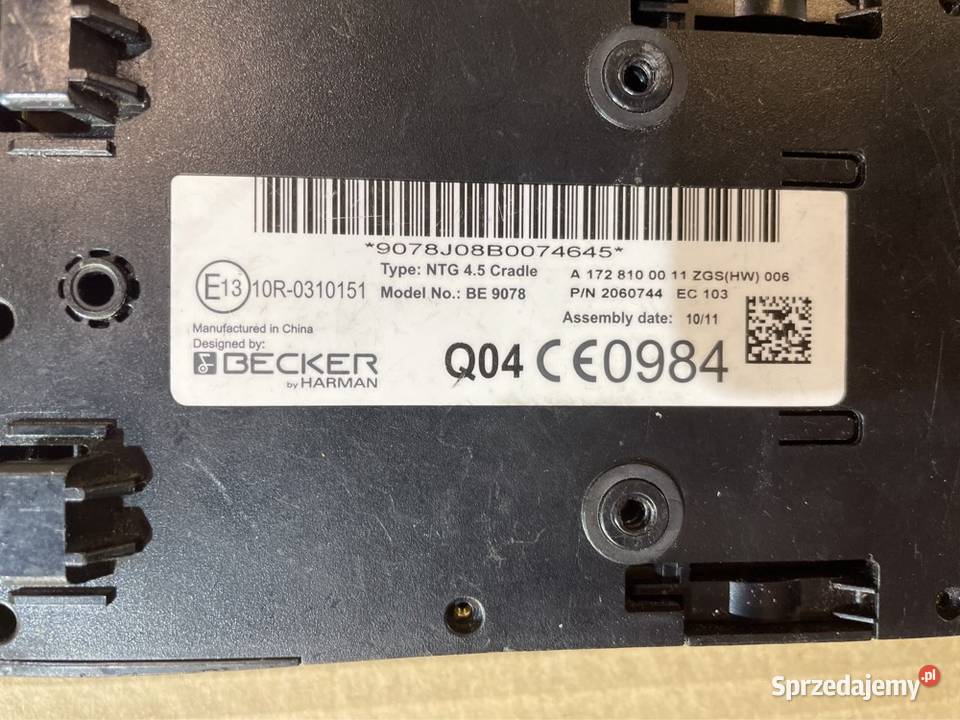 *9078J08B0074645*
Type: NTG 4.5 Cradle
A 172 810 00 11 ZGS(HW) 006
E13 10R-0310151
Model No.: BE 9078
P/N 2060744 EC 103
Assembly date: 10/11
Manufactured in China
Designed by:
BECKER
by HARMAN
Q04 CE0984
Sprzedajemy.pl